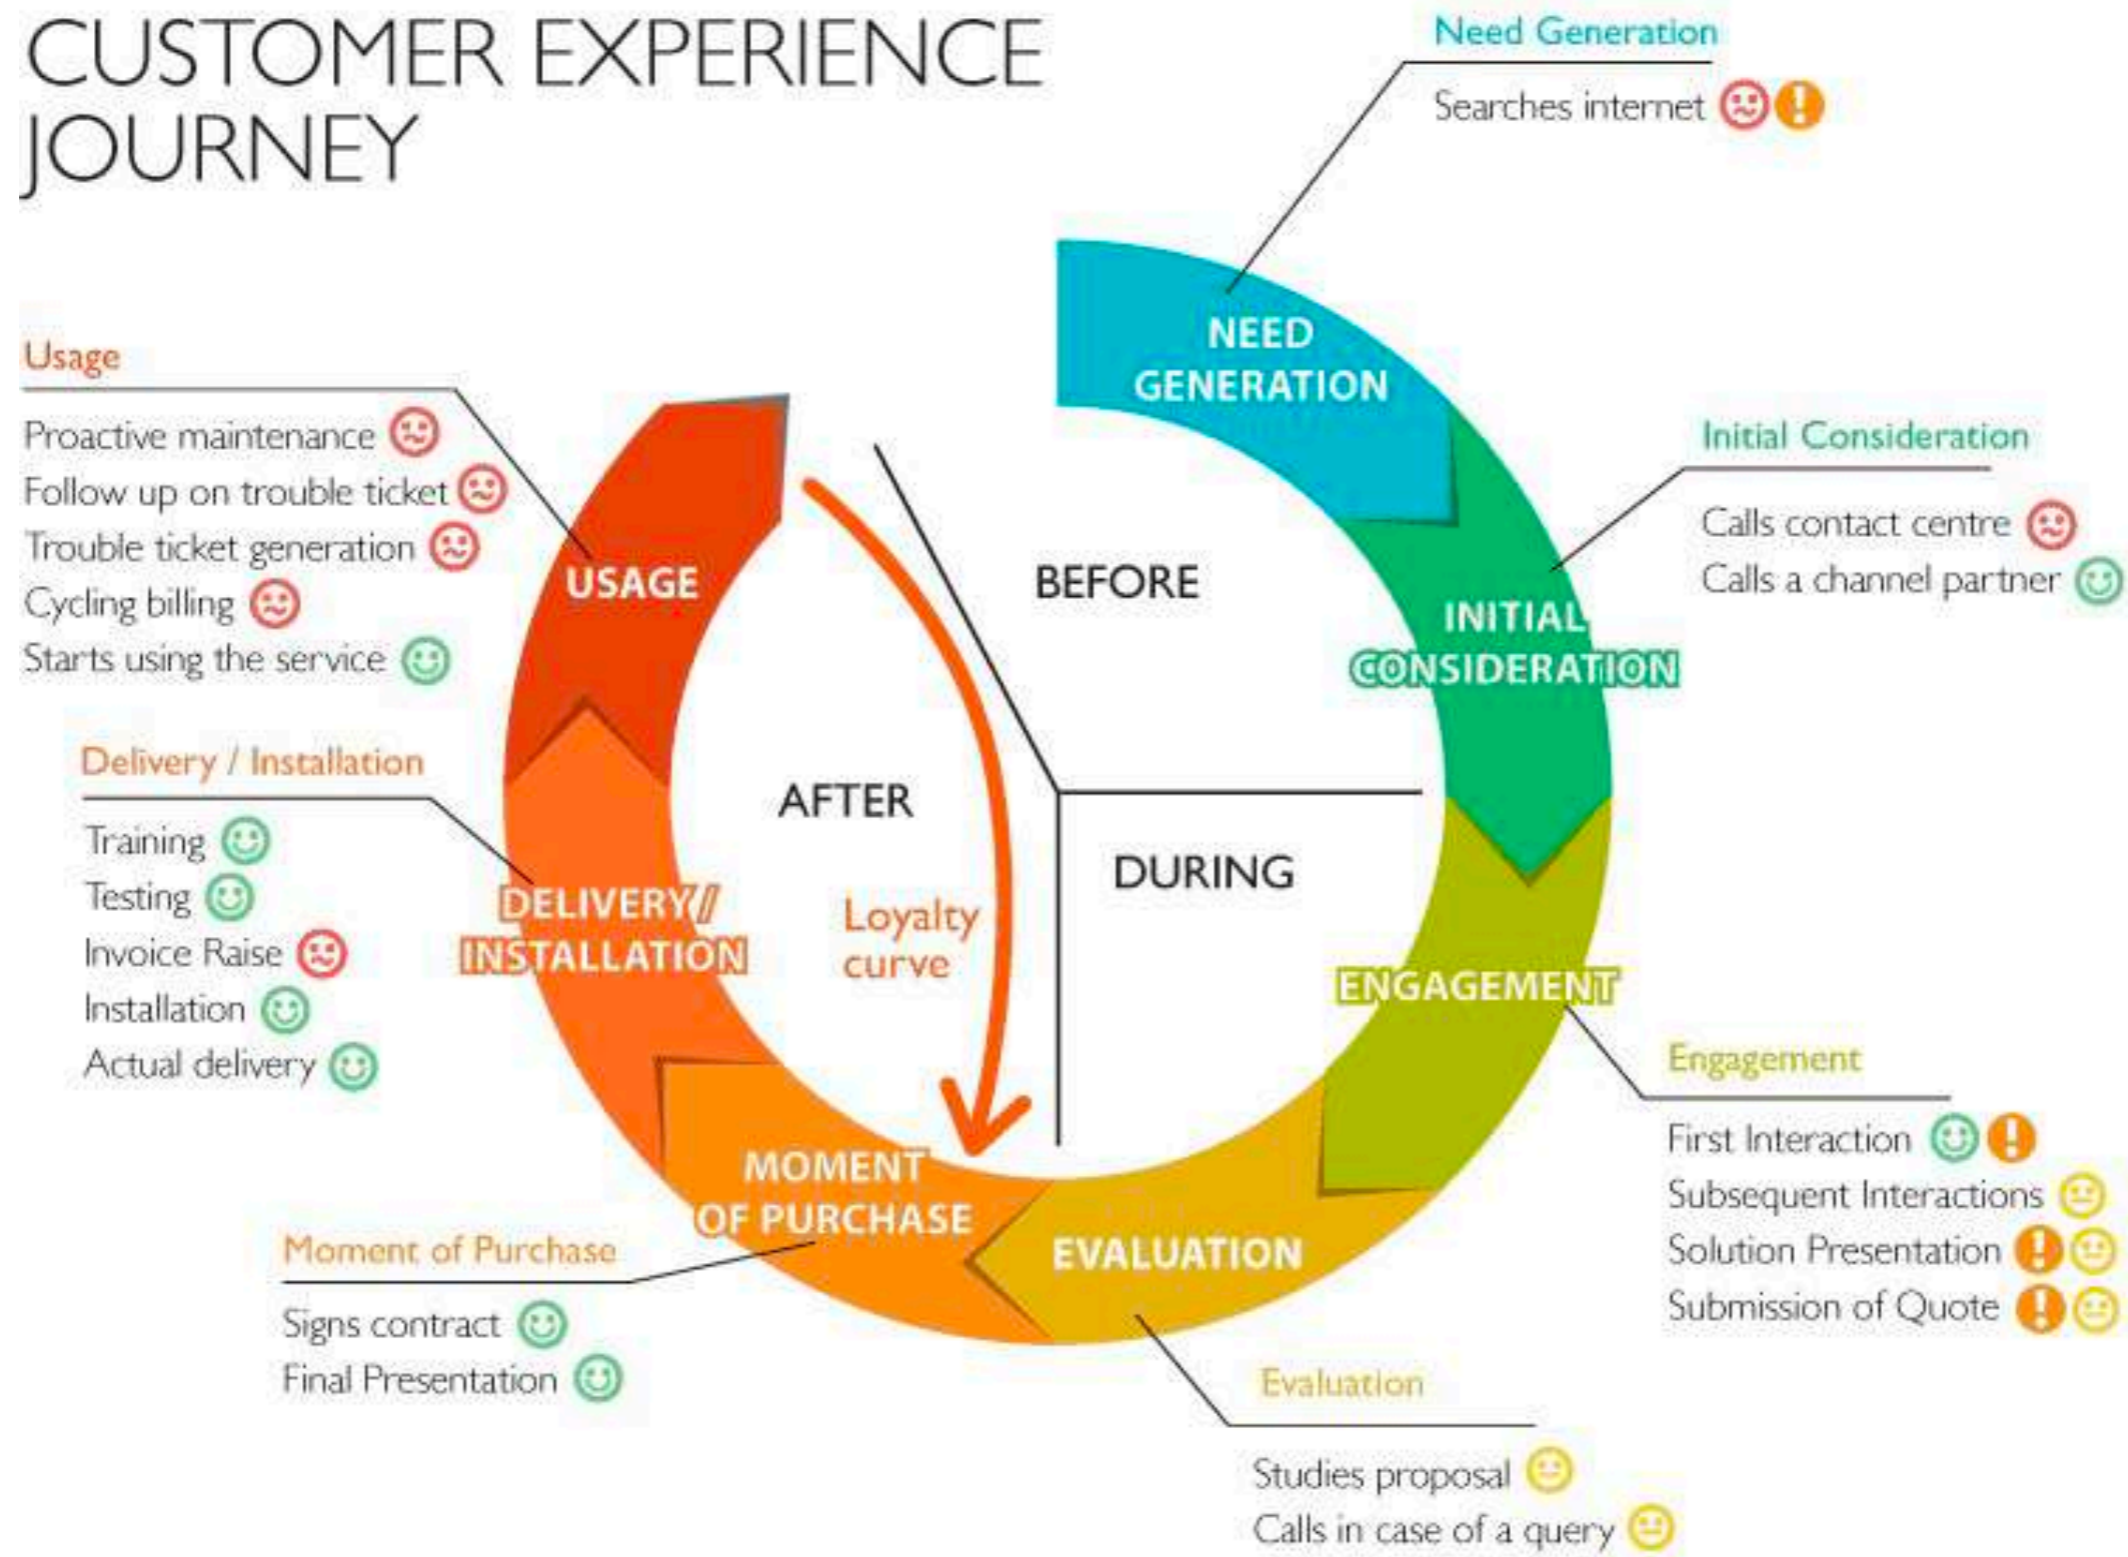 CUSTOMER EXPERIENCE
JOURNEY
Need Generation
Searches internet
NEED
GENERATION
Initial Consideration
Calls contact centre
Calls a channel partner
INITIAL
CONSIDERATION
BEFORE
DURING
AFTER
Loyalty
curve
ENGAGEMENT
Engagement
First Interaction
Subsequent Interactions
Solution Presentation
Submission of Quote
EVALUATION
Evaluation
Studies proposal
Calls in case of a query
MOMENT
OF PURCHASE
Moment of Purchase
Signs contract
Final Presentation
DELIVERY/
INSTALLATION
Delivery / Installation
Training
Testing
Invoice Raise
Installation
Actual delivery
USAGE
Usage
Proactive maintenance
Follow up on trouble ticket
Trouble ticket generation
Cycling billing
Starts using the service